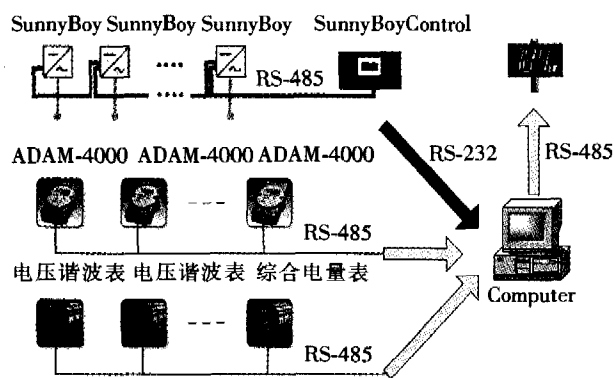 SunnyBoy SunnyBoy SunnyBoy SunnyBoyControl
RS-485
RS-232
RS-485
ADAM-4000 ADAM-4000 ADAM-4000
RS-485
电压谐波表 电压谐波表 综合电量表
Computer
RS-485